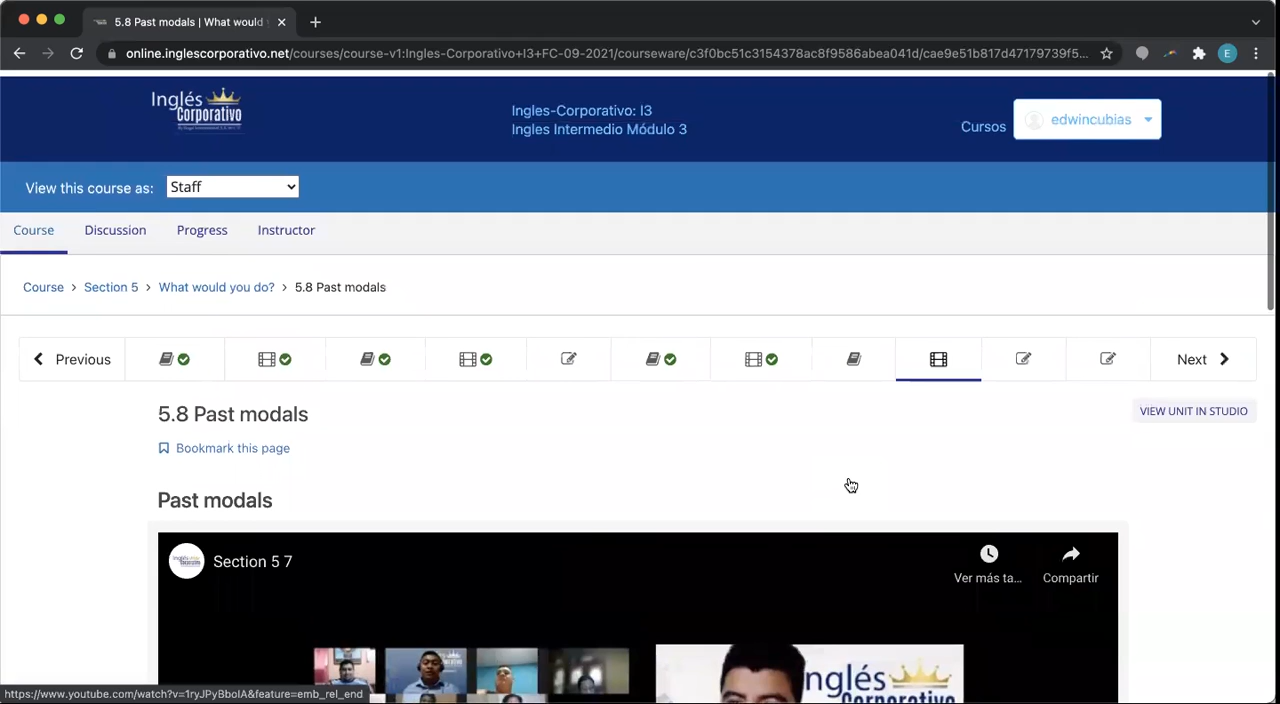 5.8 Past modals | What would
online.inglescorporativo.net/courses/course-v1:Ingles-Corporativo+I3+FC-09-2021/courseware/c3f0bc51c3154378ac8f9586abea041d/cae9e51b817d47179739f5...
E
Inglés
Corporativo
Ingles-Corporativo: I3
Ingles Intermedio Módulo 3
Cursos
edwincubias
View this course as:
Staff
Course
Discussion
Progress
Instructor
Course > Section 5 > What would you do? > 5.8 Past modals
Previous
Next
5.8 Past modals
VIEW UNIT IN STUDIO
Bookmark this page
Past modals
Section 5 7
Ver más ta...
Compartir
Inglés
Corporativo
https://www.youtube.com/watch?v=1ryJPyBboIA&feature=emb_rel_end